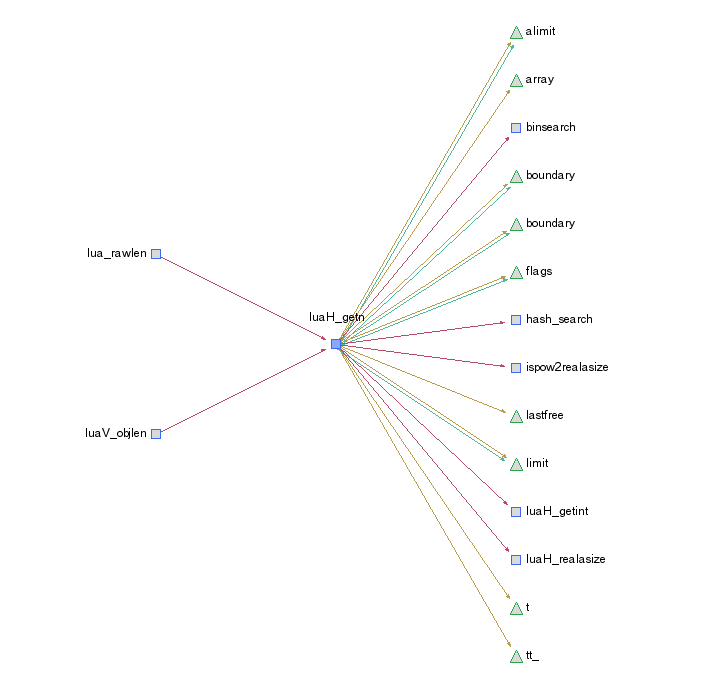 alimit
array
binsearch
boundary
boundary
lua_rawlen
flags
luaH_getn
hash_search
ispow2realasize
lastfree
luaV_objlen
limit
luaH_getint
luaH_realasize
t
tt_